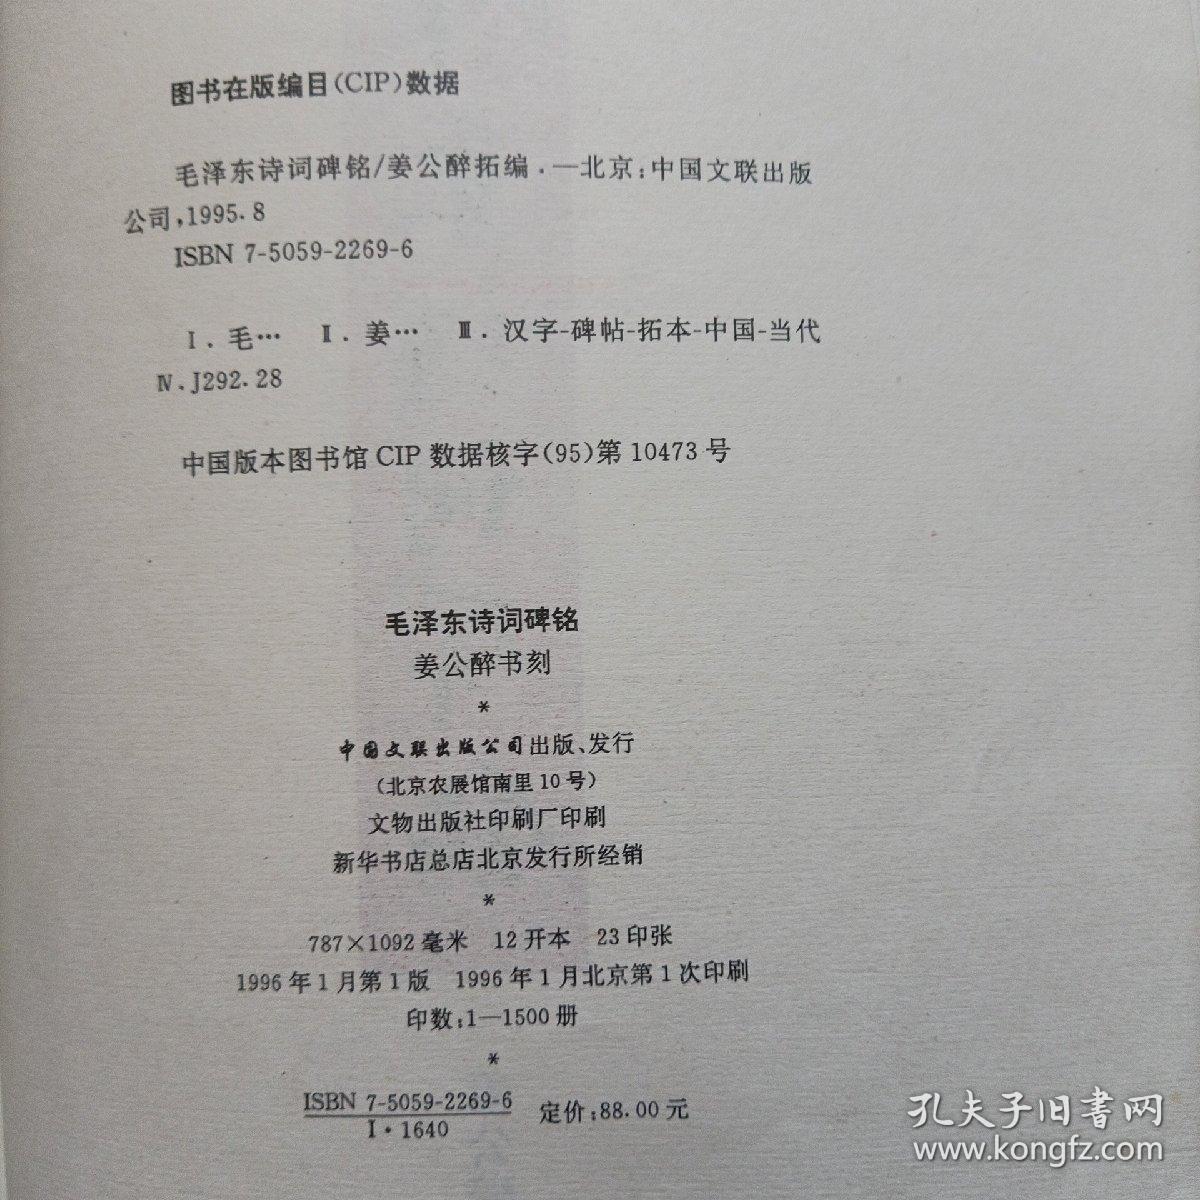 图书在版编目(CIP)数据
毛泽东诗词碑铭/姜公醉拓编.—北京:中国文联出版
公司,1995.8
ISBN 7-5059-2269-6
Ⅰ.毛… Ⅱ.姜… Ⅲ.汉字-碑帖-拓本-中国-当代
Ⅳ.J292.28
中国版本图书馆 CIP 数据核字(95)第 10473 号
毛泽东诗词碑铭
姜公醉书刻
*
中国文联出版公司出版、发行
(北京农展馆南里 10 号)
文物出版社印刷厂印刷
新华书店总店北京发行所经销
*
787×1092 毫米 12 开本 23 印张
1996 年 1 月第 1 版 1996 年 1 月北京第 1 次印刷
印数:1—1500 册
*
ISBN 7-5059-2269-6
I·1640
定价:88.00 元
孔夫子旧书网
www.kongfz.com